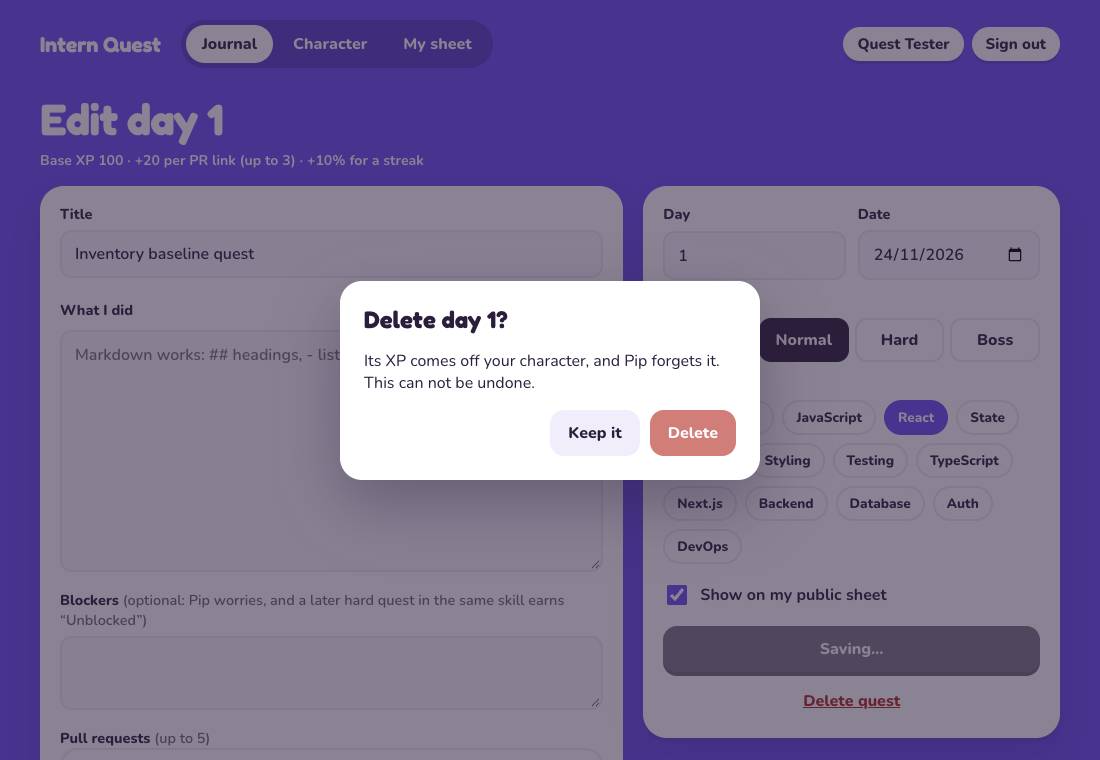 Intern Quest
Journal
Character
My sheet
Quest Tester
Sign out
Edit day 1
Base XP 100 · +20 per PR link (up to 3) · +10% for a streak
Title
Inventory baseline quest
What I did
Markdown works: ## headings, - list
Day
1
Date
24/11/2026
Normal
Hard
Boss
JavaScript
React
State
Styling
Testing
TypeScript
Next.js
Backend
Database
Auth
DevOps
Show on my public sheet
Saving...
Delete quest
Delete day 1?
Its XP comes off your character, and Pip forgets it.
This can not be undone.
Keep it
Delete
Blockers (optional: Pip worries, and a later hard quest in the same skill earns
“Unblocked”)
Pull requests (up to 5)